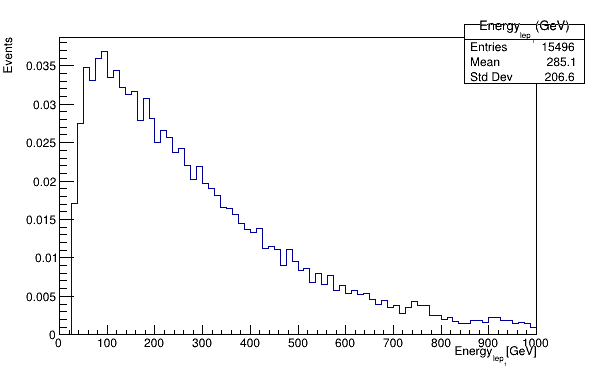 Energy_lep_1 (GeV)
Entries 15496
Mean 285.1
Std Dev 206.6
Events
0.035
0.03
0.025
0.02
0.015
0.01
0.005
0
0 100 200 300 400 500 600 700 800 900 1000
Energy_lep_1 [GeV]